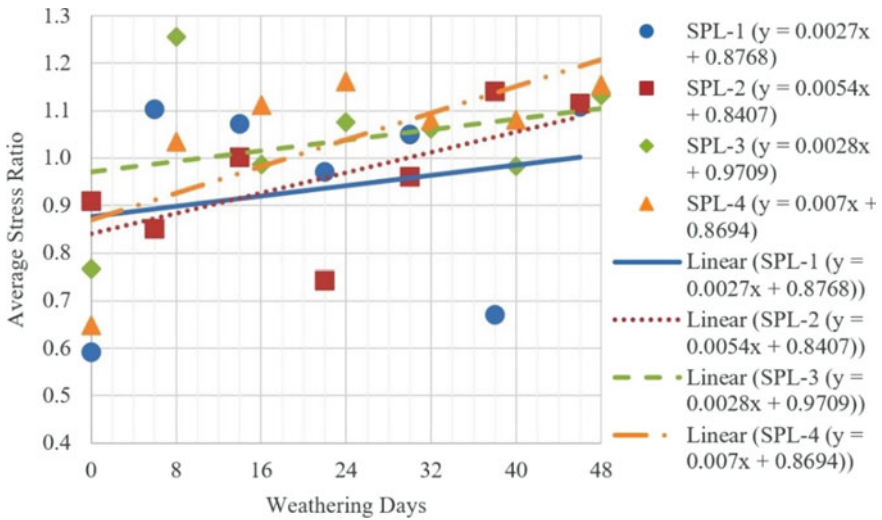 1.3
1.2
1.1
1.0
0.9
0.8
0.7
0.6
0.5
0.4
Average Stress Ratio
0 8 16 24 32 40 48
Weathering Days
SPL-1 (y = 0.0027x
+ 0.8768)
SPL-2 (y = 0.0054x
+ 0.8407)
SPL-3 (y = 0.0028x
+ 0.9709)
SPL-4 (y = 0.007x +
0.8694)
Linear (SPL-1 (y =
0.0027x + 0.8768))
Linear (SPL-2 (y =
0.0054x + 0.8407))
Linear (SPL-3 (y =
0.0028x + 0.9709))
Linear (SPL-4 (y =
0.007x + 0.8694))